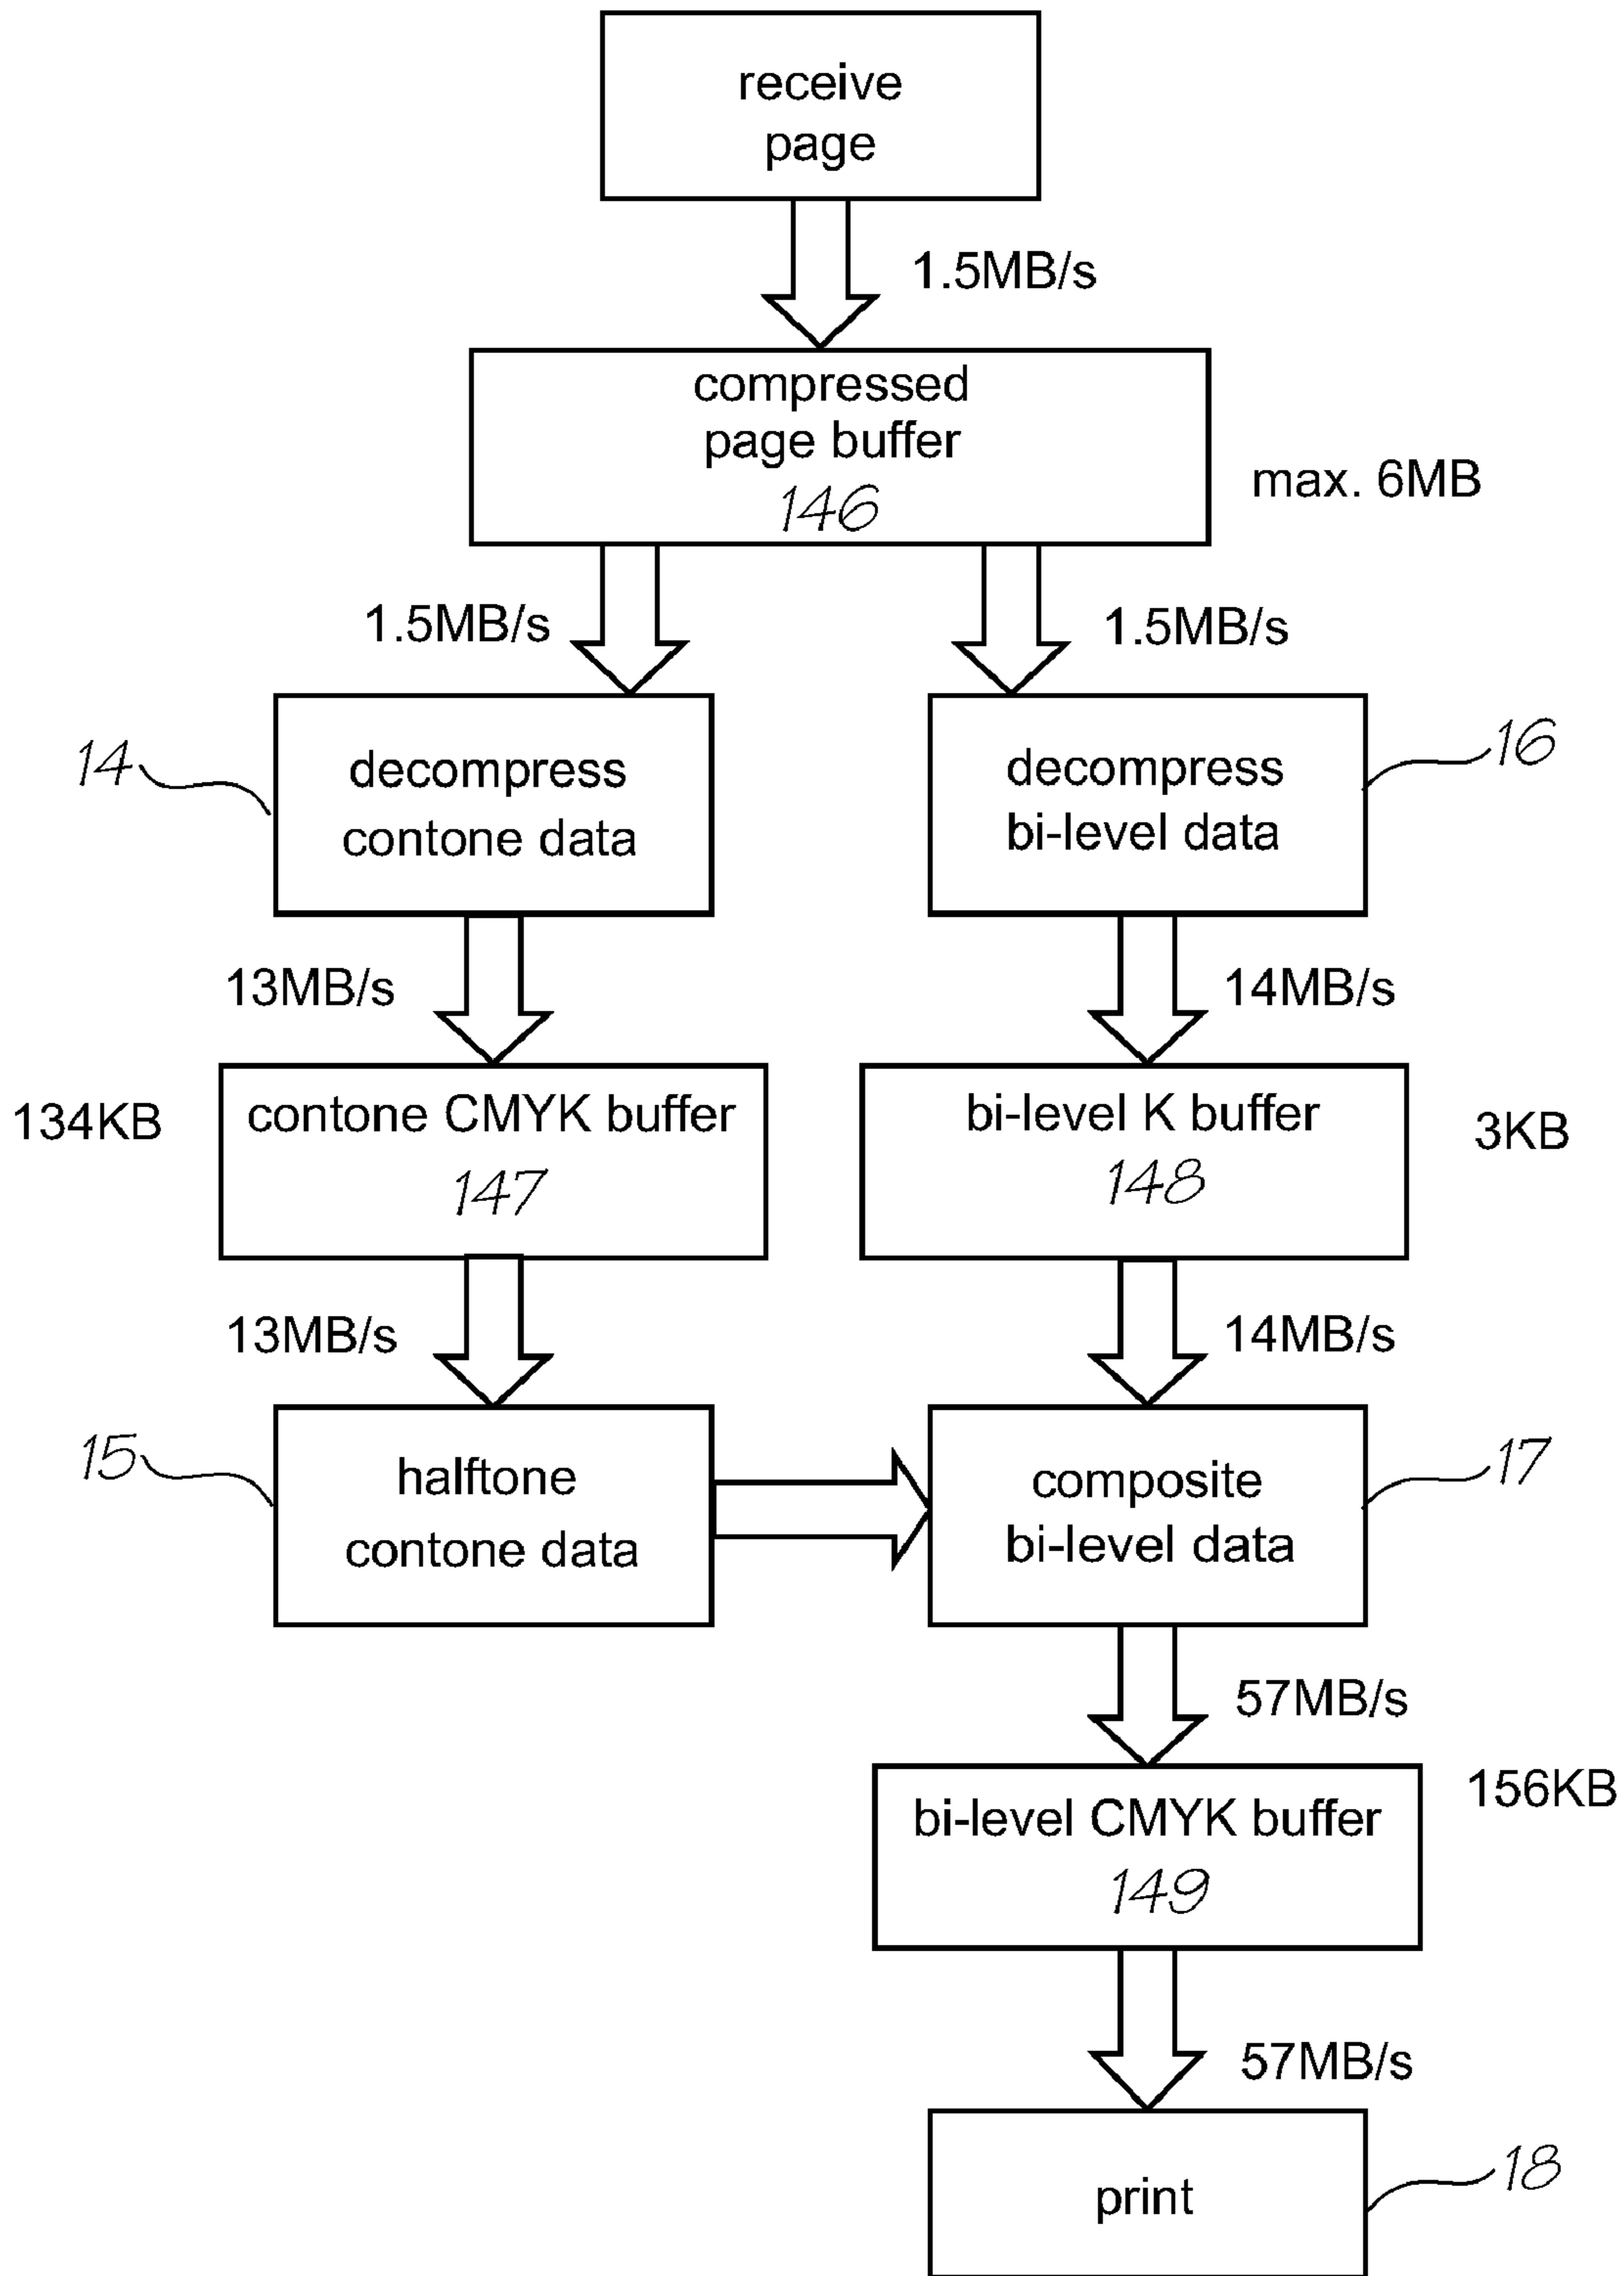 receive
page
1.5MB/s
compressed
page buffer
146
max. 6MB
1.5MB/s
1.5MB/s
14
decompress
contone data
decompress
bi-level data
16
13MB/s
14MB/s
134KB
contone CMYK buffer
147
bi-level K buffer
148
3KB
13MB/s
14MB/s
15
halftone
contone data
composite
bi-level data
17
57MB/s
bi-level CMYK buffer
149
156KB
57MB/s
print
18